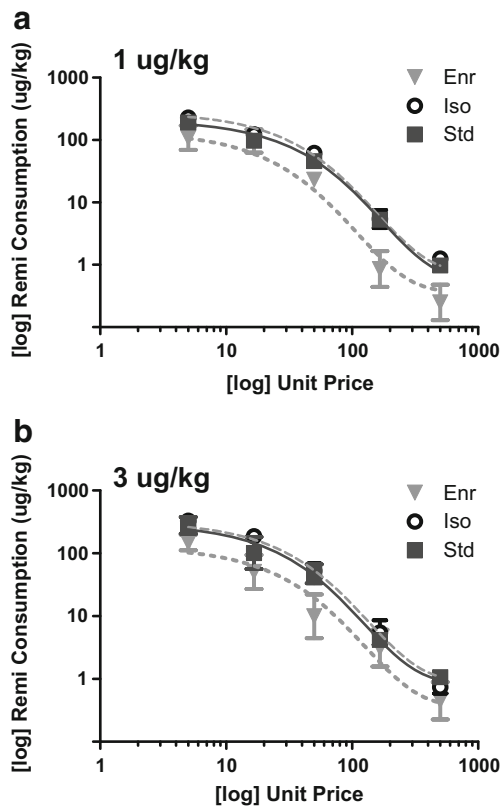 a
1 ug/kg
Enr
Iso
Std
[log] Remi Consumption (ug/kg)
1000
100
10
1
1
10
100
1000
[log] Unit Price
b
3 ug/kg
Enr
Iso
Std
[log] Remi Consumption (ug/kg)
1000
100
10
1
1
10
100
1000
[log] Unit Price